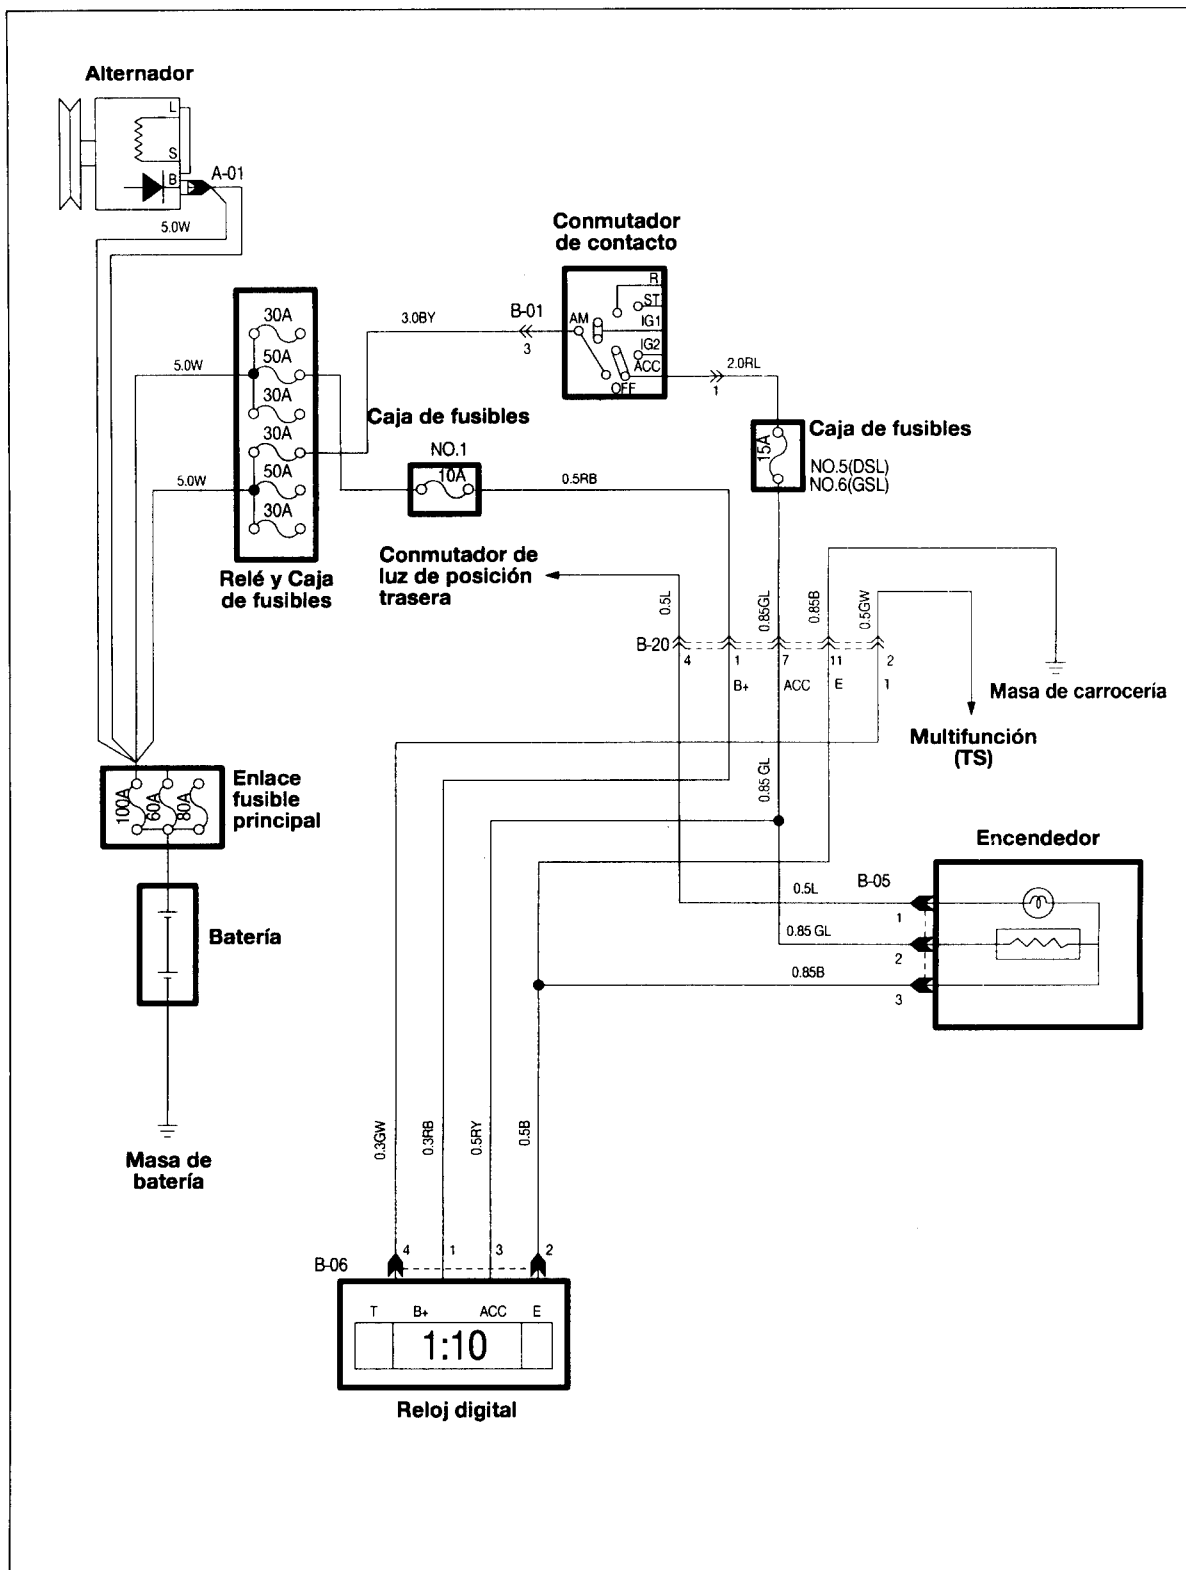 Alternador
L
S
B
A-01
5.0W
Conmutador
de contacto
R
ST
AM
IG1
IG2
ACC
OFF
B-01
3
3.0BY
2.0RL
1
30A
50A
30A
30A
50A
30A
5.0W
5.0W
Relé y Caja
de fusibles
Caja de fusibles
NO.1
10A
0.5RB
15A
Caja de fusibles
NO.5(DSL)
NO.6(GSL)
Conmutador de
luz de posición
trasera
0.5L
0.85GL
0.85B
0.5GW
B-20
4
1
7
11
2
B+
ACC
E
1
Masa de carrocería
Multifunción
(TS)
Enlace
fusible
principal
100A
60A
80A
0.85 GL
Encendedor
B-05
0.5L
1
0.85 GL
2
0.85B
3
Batería
Masa de
batería
0.3GW
0.3RB
0.5RY
0.5B
B-06
4
1
3
2
T
B+
ACC
E
1:10
Reloj digital